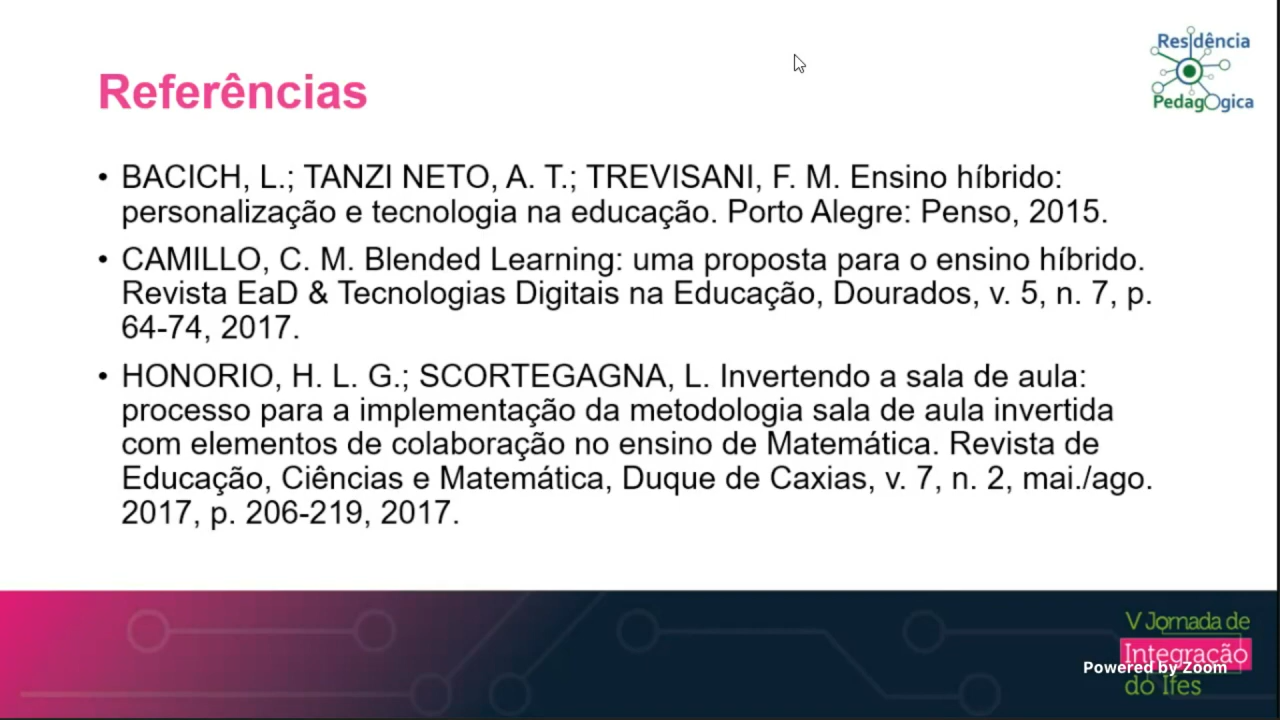 Residência
PedagOgica
Referências
• BACICH, L.; TANZI NETO, A. T.; TREVISANI, F. M. Ensino híbrido:
personalização e tecnologia na educação. Porto Alegre: Penso, 2015.
• CAMILLO, C. M. Blended Learning: uma proposta para o ensino híbrido.
Revista EaD & Tecnologias Digitais na Educação, Dourados, v. 5, n. 7, p.
64-74, 2017.
• HONORIO, H. L. G.; SCORTEGAGNA, L. Invertendo a sala de aula:
processo para a implementação da metodologia sala de aula invertida
com elementos de colaboração no ensino de Matemática. Revista de
Educação, Ciências e Matemática, Duque de Caxias, v. 7, n. 2, mai./ago.
2017, p. 206-219, 2017.
V Jornada de
Integração
Powered by Zoom
do Ifes